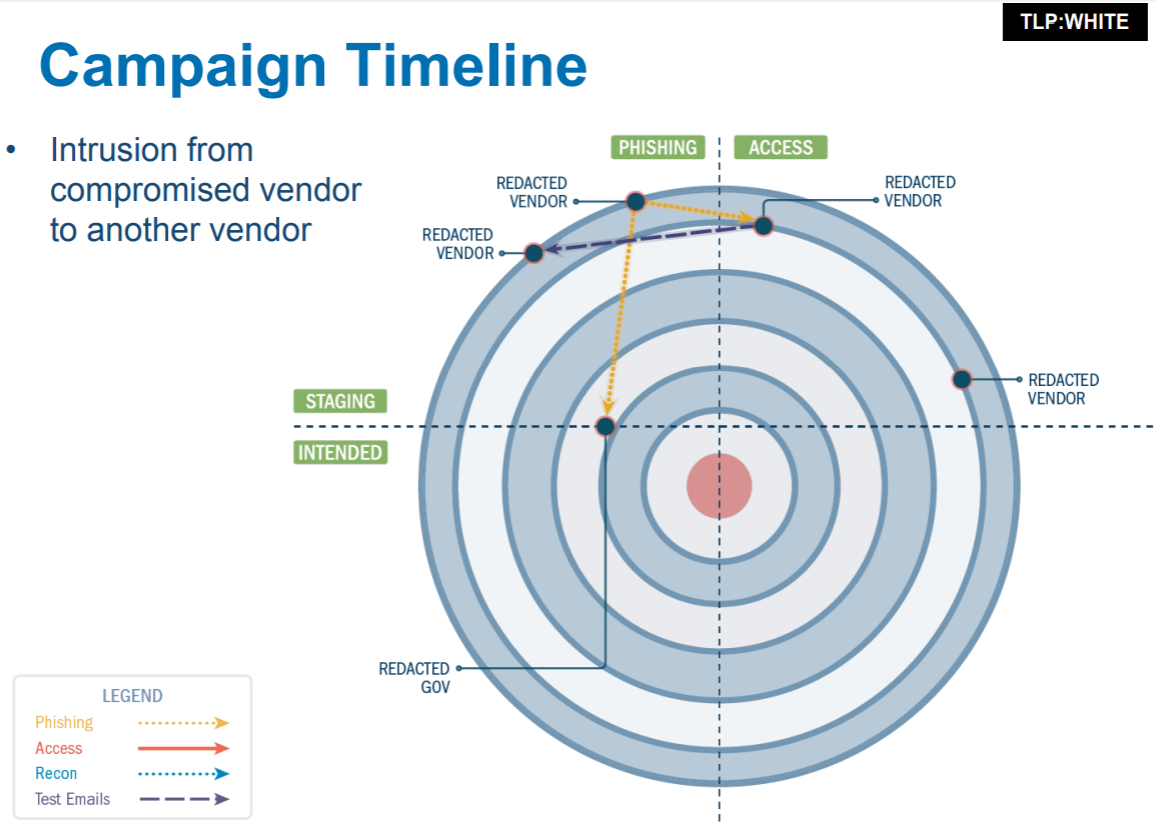 TLP:WHITE
Campaign Timeline
• Intrusion from
compromised vendor
to another vendor
PHISHING
ACCESS
REDACTED
VENDOR
REDACTED
VENDOR
REDACTED
VENDOR
REDACTED
VENDOR
STAGING
INTENDED
REDACTED
GOV
LEGEND
Phishing
Access
Recon
Test Emails